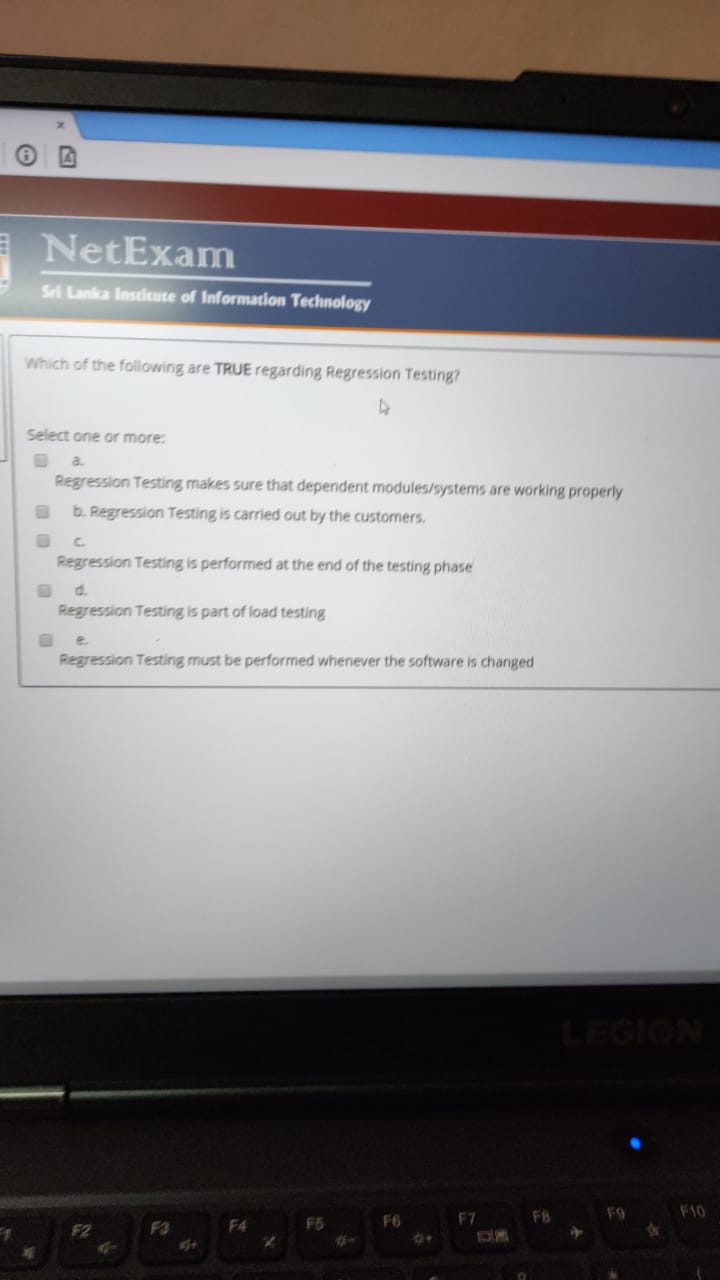 NetExam
Sri Lanka Institute of Information Technology
Which of the following are TRUE regarding Regression Testing?
Select one or more:
a.
Regression Testing makes sure that dependent modules/systems are working properly
b. Regression Testing is carried out by the customers.
c.
Regression Testing is performed at the end of the testing phase
d.
Regression Testing is part of load testing
e.
Regression Testing must be performed whenever the software is changed
LEGION
F1 F2 F3 F4 F5 F6 F7 F8 F9 F10